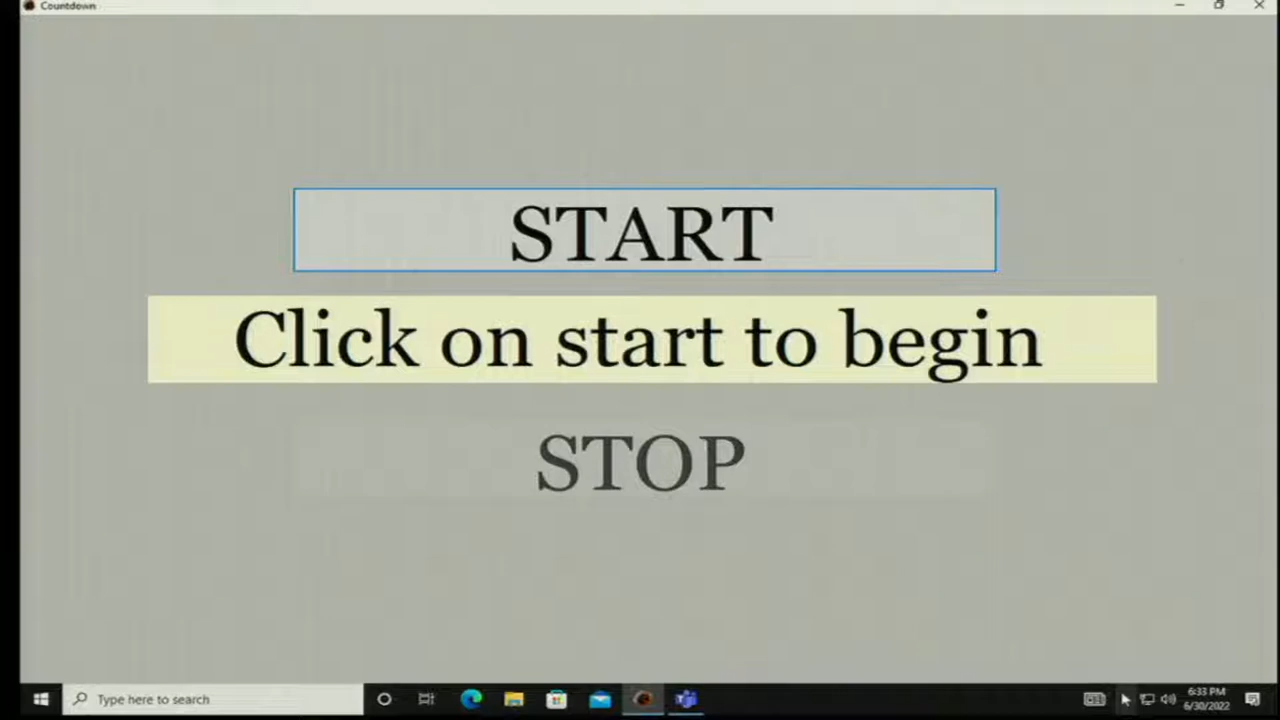 Countdown
START
Click on start to begin
STOP
Type here to search
6:33 PM
6/30/2022